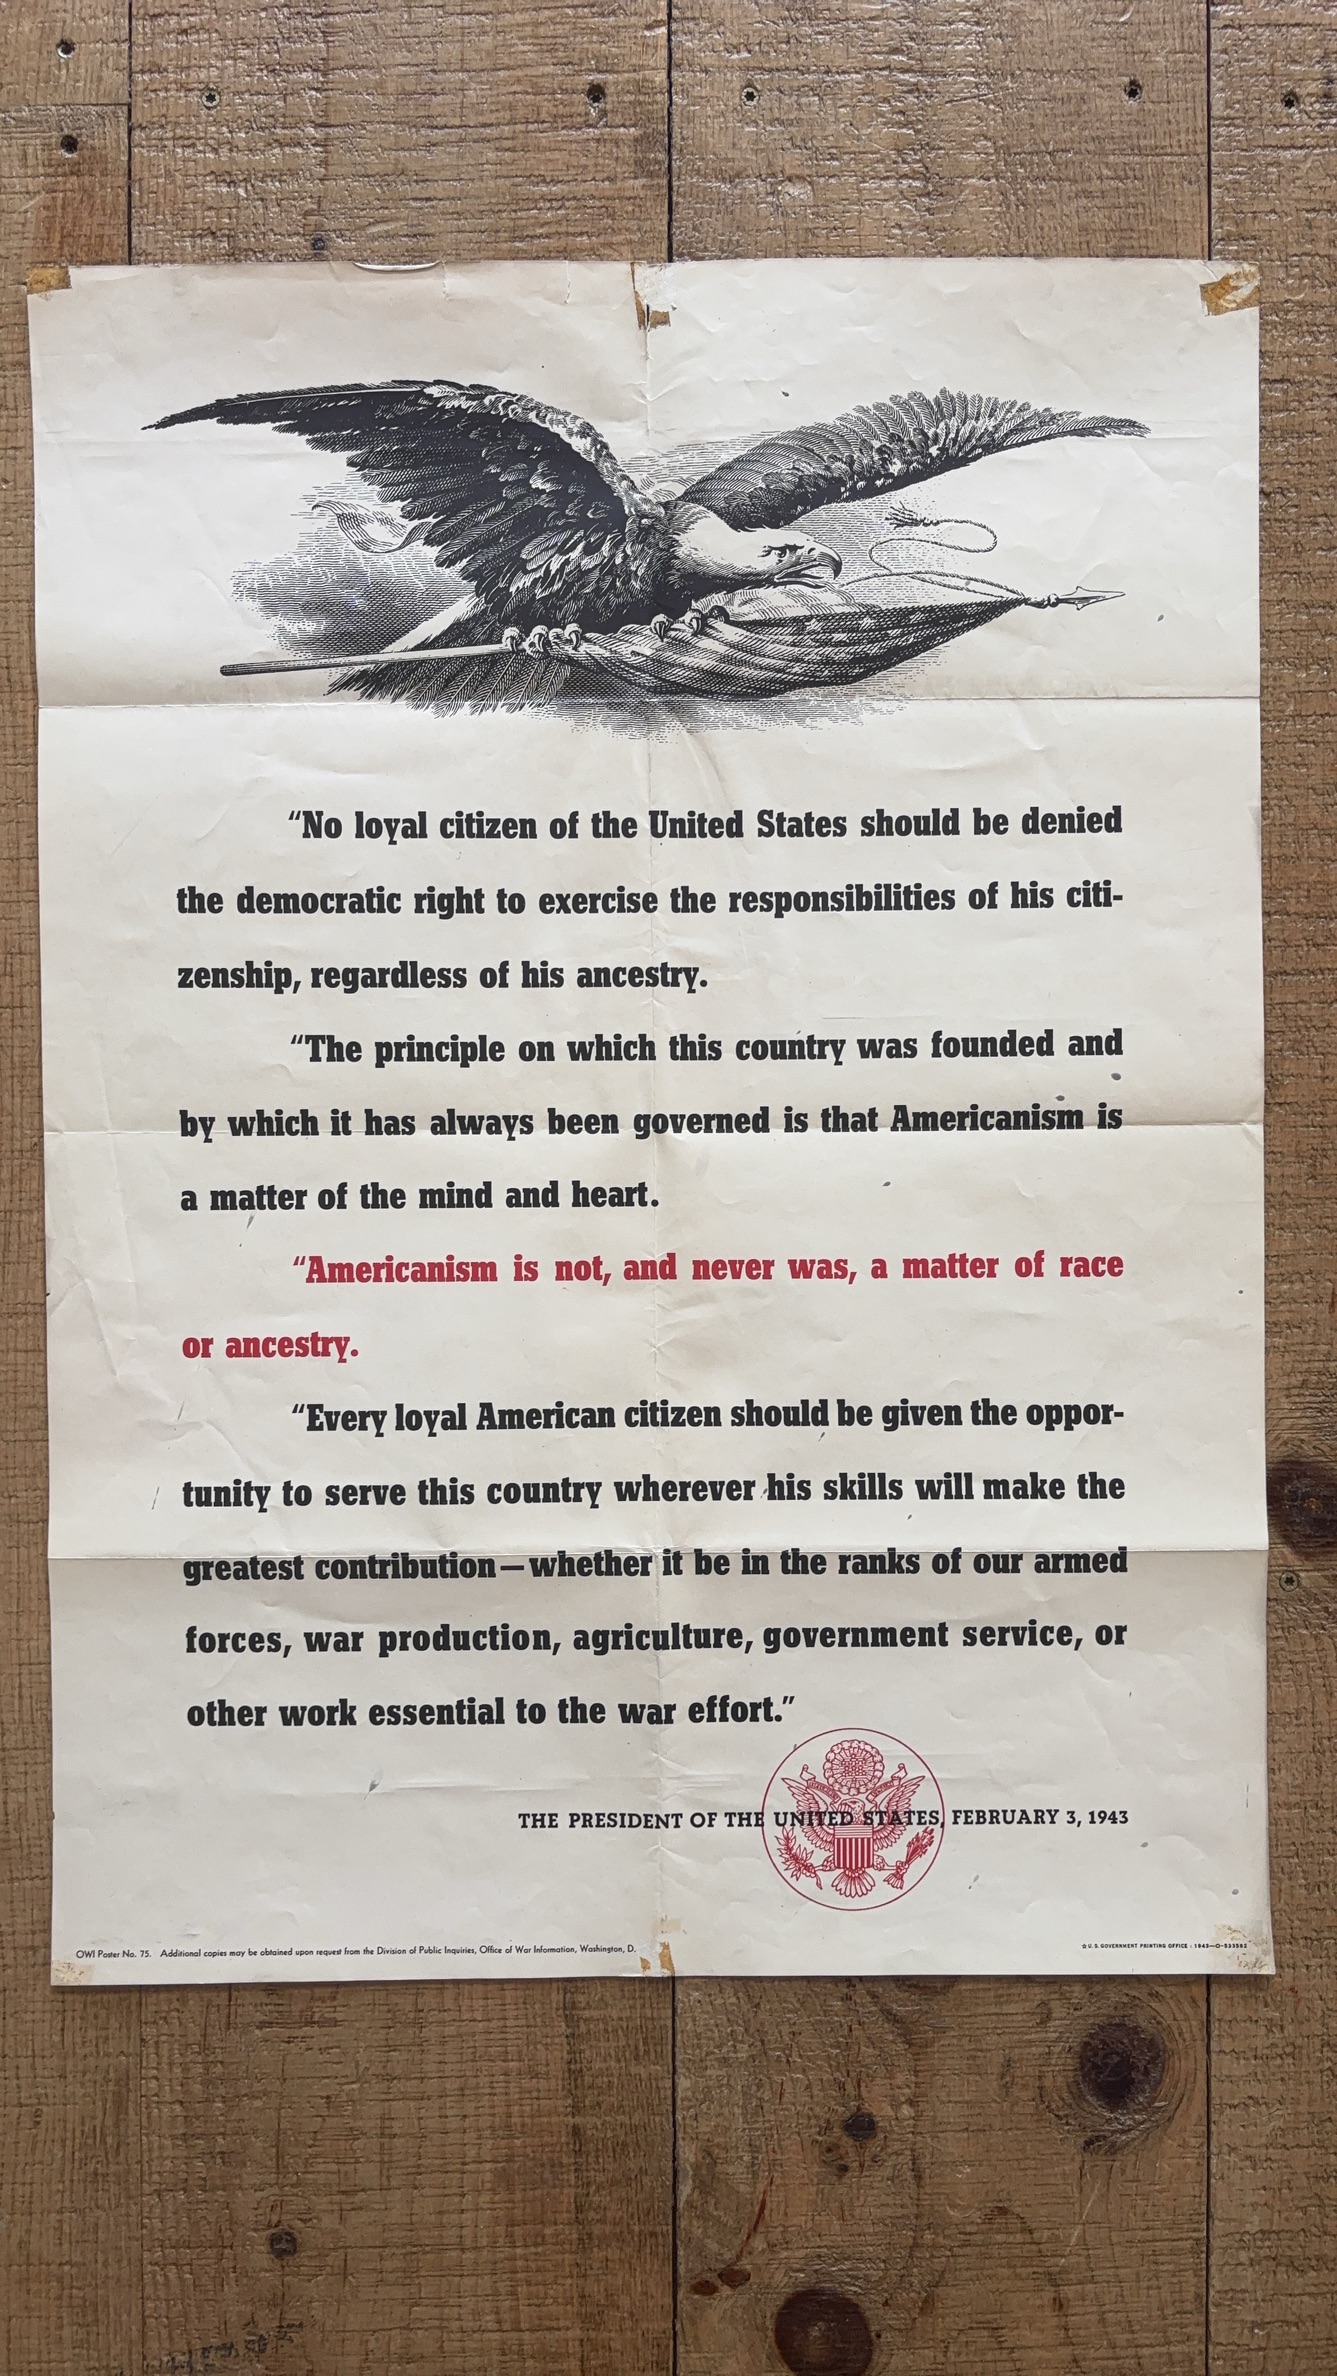 “No loyal citizen of the United States should be denied
the democratic right to exercise the responsibilities of his citi-
zenship, regardless of his ancestry.
“The principle on which this country was founded and
by which it has always been governed is that Americanism is
a matter of the mind and heart.
“Americanism is not, and never was, a matter of race
or ancestry.
“Every loyal American citizen should be given the oppor-
tunity to serve this country wherever his skills will make the
greatest contribution—whether it be in the ranks of our armed
forces, war production, agriculture, government service, or
other work essential to the war effort.”
THE PRESIDENT OF THE UNITED STATES, FEBRUARY 3, 1943
OWI Poster No. 75. Additional copies may be obtained upon request from the Division of Public Inquiries, Office of War Information, Washington, D.
☆ U. S. GOVERNMENT PRINTING OFFICE : 1943—O-